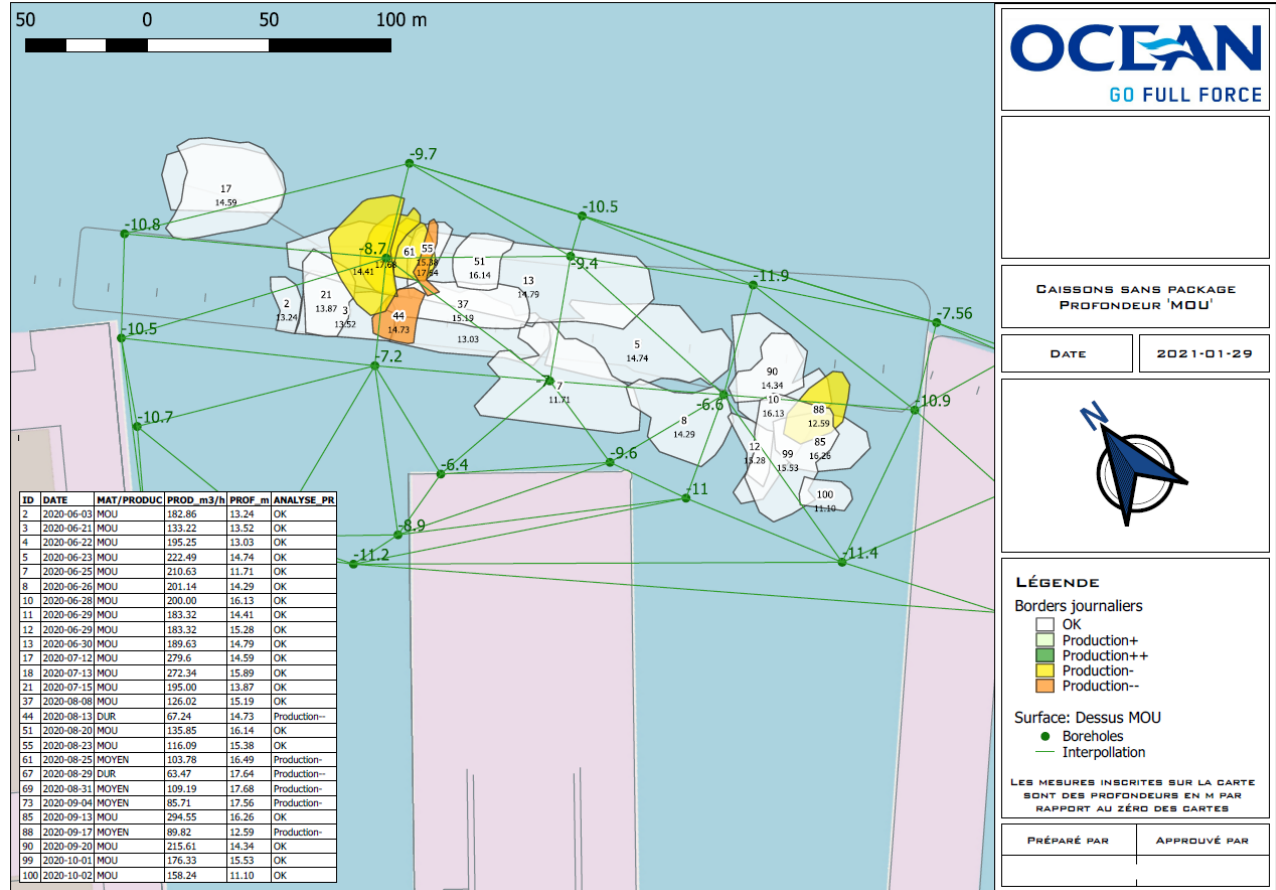 50 0 50 100 m
-9.7
17
14.59
-10.5
-10.8
-8.7
61
55
15.38
17.64
14.41
17.68
51
16.14
-9.4
13
14.79
-11.9
-7.56
2
13.24
21
13.87
3
13.52
37
15.19
44
14.73
13.03
-10.5
5
14.74
-7.2
-7
7
11.71
90
14.34
10
16.13
-6.6
88
12.59
-10.9
-10.7
8
14.29
85
16.26
12
15.28
99
15.53
-9.6
-6.4
-11
100
11.10
-8.9
-11.2
-11.4
ID DATE MAT/PRODUC PROD_m3/h PROF_m ANALYSE_PR
2 2020-06-03 MOU 182.86 13.24 OK
3 2020-06-21 MOU 133.22 13.52 OK
4 2020-06-22 MOU 195.25 13.03 OK
5 2020-06-23 MOU 222.49 14.74 OK
7 2020-06-25 MOU 210.63 11.71 OK
8 2020-06-26 MOU 201.14 14.29 OK
10 2020-06-28 MOU 200.00 16.13 OK
11 2020-06-29 MOU 183.32 14.41 OK
12 2020-06-29 MOU 183.32 15.28 OK
13 2020-06-30 MOU 189.63 14.79 OK
17 2020-07-12 MOU 279.6 14.59 OK
18 2020-07-13 MOU 272.34 15.89 OK
21 2020-07-15 MOU 195.00 13.87 OK
37 2020-08-08 MOU 126.02 15.19 OK
44 2020-08-13 DUR 67.24 14.73 Production--
51 2020-08-20 MOU 135.85 16.14 OK
55 2020-08-23 MOU 116.09 15.38 OK
61 2020-08-25 MOYEN 103.78 16.49 Production-
67 2020-08-29 DUR 63.47 17.64 Production--
69 2020-08-31 MOYEN 109.19 17.68 Production-
73 2020-09-04 MOYEN 85.71 17.56 Production-
85 2020-09-13 MOU 294.55 16.26 OK
88 2020-09-17 MOYEN 89.82 12.59 Production-
90 2020-09-20 MOU 215.61 14.34 OK
99 2020-10-01 MOU 176.33 15.53 OK
100 2020-10-02 MOU 158.24 11.10 OK
OCEAN
GO FULL FORCE
CAISSONS SANS PACKAGE
PROFONDEUR 'MOU'
DATE 2021-01-29
N
LÉGENDE
Borders journaliers
OK
Production+
Production++
Production-
Production--
Surface: Dessus MOU
Boreholes
Interpollation
LES MESURES INSCRITES SUR LA CARTE
SONT DES PROFONDEURS EN M PAR
RAPPORT AU ZÉRO DES CARTES
PRÉPARÉ PAR APPROUVÉ PAR